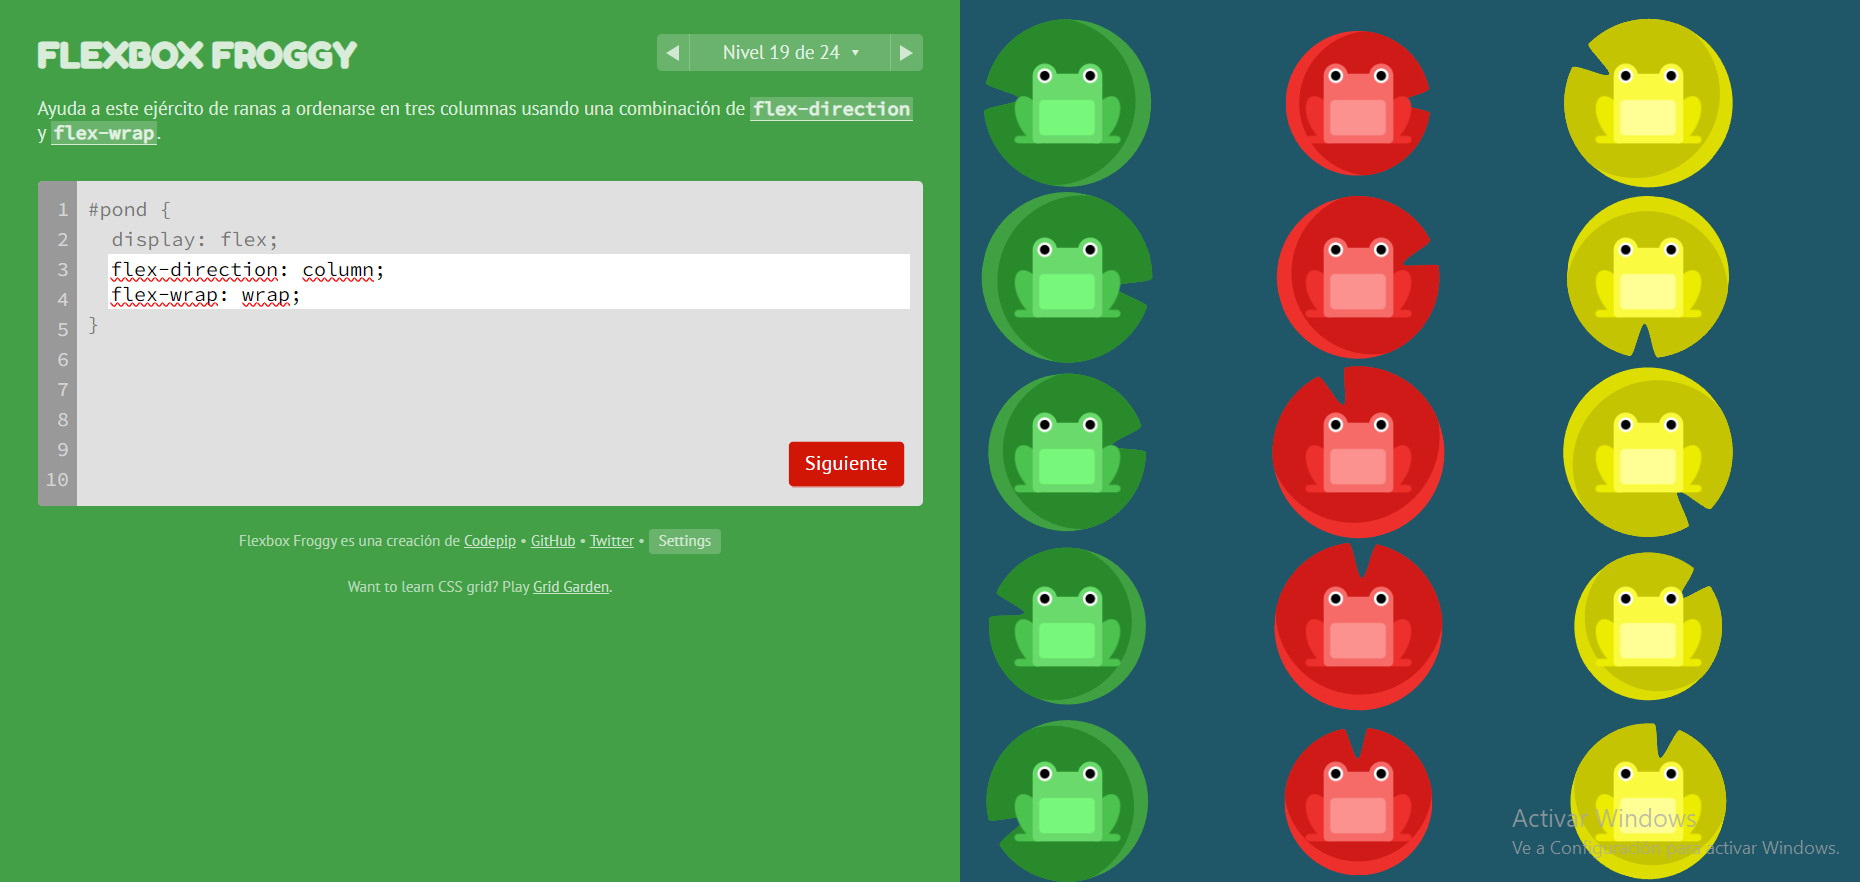 FLEXBOX FROGGY
◀ Nivel 19 de 24 ▾ ▶
Ayuda a este ejército de ranas a ordenarse en tres columnas usando una combinación de flex-direction
y flex-wrap.
1 #pond {
2 display: flex;
3 flex-direction: column;
4 flex-wrap: wrap;
5 }
6
7
8
9
10
Siguiente
Flexbox Froggy es una creación de Codepip • GitHub • Twitter • Settings
Want to learn CSS grid? Play Grid Garden.
Activar Windows
Ve a Configuración para activar Windows.